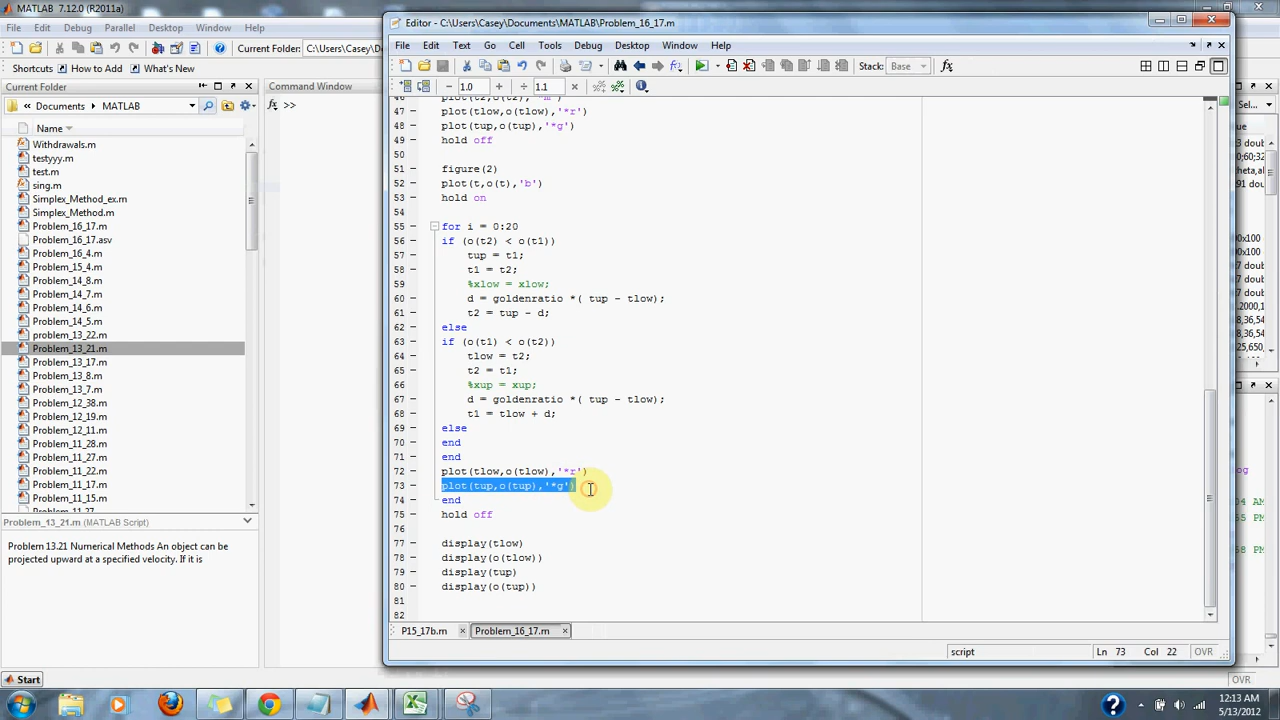 MATLAB 7.12.0 (R2011a)
File Edit Debug Parallel Desktop Window Help
Current Folder: C:\Users\Casey\D
Shortcuts How to Add What's New
Current Folder
Documents MATLAB
Name
Withdrawals.m
testyyy.m
test.m
sing.m
Simplex_Method_ex.m
Simplex_Method.m
Problem_16_17.m
Problem_16_17.asv
Problem_16_4.m
Problem_15_4.m
Problem_14_8.m
Problem_14_7.m
Problem_14_6.m
Problem_14_5.m
problem_13_22.m
Problem_13_21.m
Problem_13_17.m
Problem_13_8.m
Problem_13_7.m
Problem_12_38.m
Problem_12_19.m
Problem_12_11.m
Problem_11_28.m
Problem_11_27.m
Problem_11_22.m
Problem_11_15.m
Problem_13_21.m (MATLAB Script)
Problem 13.21 Numerical Methods An object can be
projected upward at a specified velocity. If it is
Start
Command Window
fx >>
Editor - C:\Users\Casey\Documents\MATLAB\Problem_16_17.m
File Edit Text Go Cell Tools Debug Desktop Window Help
Stack: Base
1.0 1.1
47 plot(tlow,o(tlow),'*r')
48 plot(tup,o(tup),'*g')
49 hold off
50
51 figure(2)
52 plot(t,o(t),'b')
53 hold on
54
55 for i = 0:20
56 if (o(t2) < o(t1))
57 tup = t1;
58 t1 = t2;
59 %xlow = xlow;
60 d = goldenratio *( tup - tlow);
61 t2 = tup - d;
62 else
63 if (o(t1) < o(t2))
64 tlow = t2;
65 t2 = t1;
66 %xup = xup;
67 d = goldenratio *( tup - tlow);
68 t1 = tlow + d;
69 else
70 end
71 end
72 plot(tlow,o(tlow),'*r')
73 plot(tup,o(tup),'*g')
74 end
75 hold off
76
77 display(tlow)
78 display(o(tlow))
79 display(tup)
80 display(o(tup))
81
82
P15_17b.m Problem_16_17.m
script Ln 73 Col 22 OVR
OVR
12:13 AM
5/13/2012